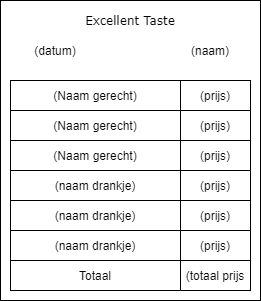 Excellent Taste
(datum) (naam)
(Naam gerecht) (prijs)
(Naam gerecht) (prijs)
(Naam gerecht) (prijs)
(naam drankje) (prijs)
(naam drankje) (prijs)
(naam drankje) (prijs)
Totaal (totaal prijs